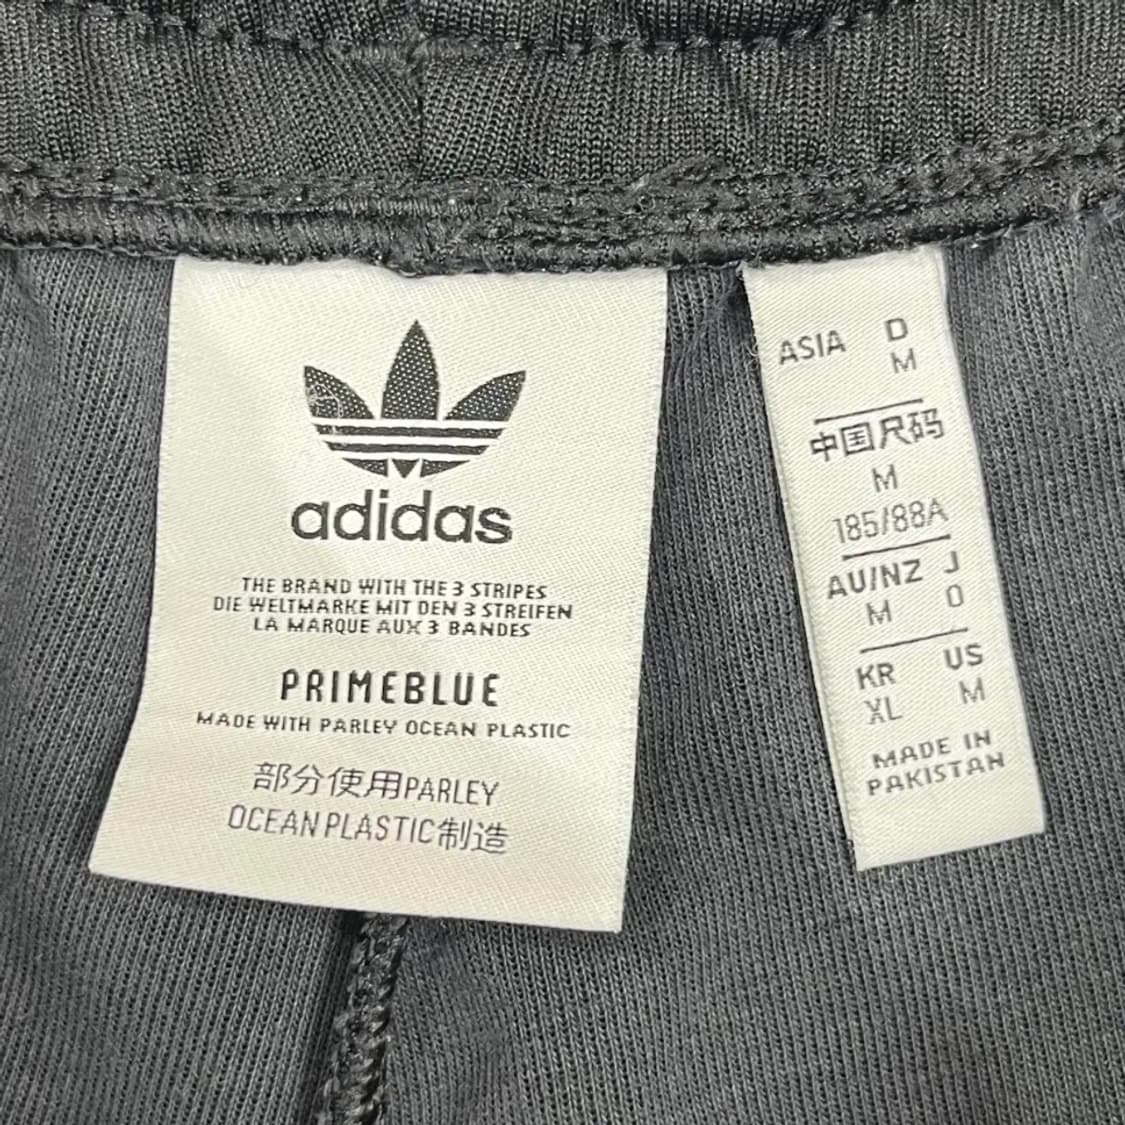 adidas
THE BRAND WITH THE 3 STRIPES
DIE WELTMARKE MIT DEN 3 STREIFEN
LA MARQUE AUX 3 BANDES
PRIMEBLUE
MADE WITH PARLEY OCEAN PLASTIC
部分使用PARLEY
OCEAN PLASTIC制造
ASIA D
M
中国尺码
M
185/88A
AU/NZ J
M O
KR US
XL M
MADE IN
PAKISTAN